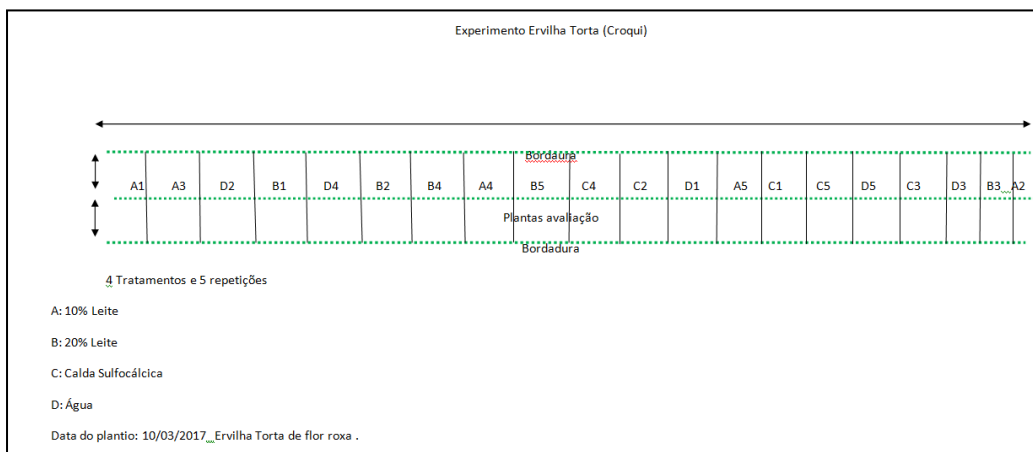 Experimento Ervilha Torta (Croqui)
Bordaura
A1 A3 D2 B1 D4 B2 B4 A4 B5 C4 C2 D1 A5 C1 C5 D5 C3 D3 B3 A2
Plantas avaliação
Bordadura
4 Tratamentos e 5 repetições
A: 10% Leite
B: 20% Leite
C: Calda Sulfocálcica
D: Água
Data do plantio: 10/03/2017 Ervilha Torta de flor roxa .